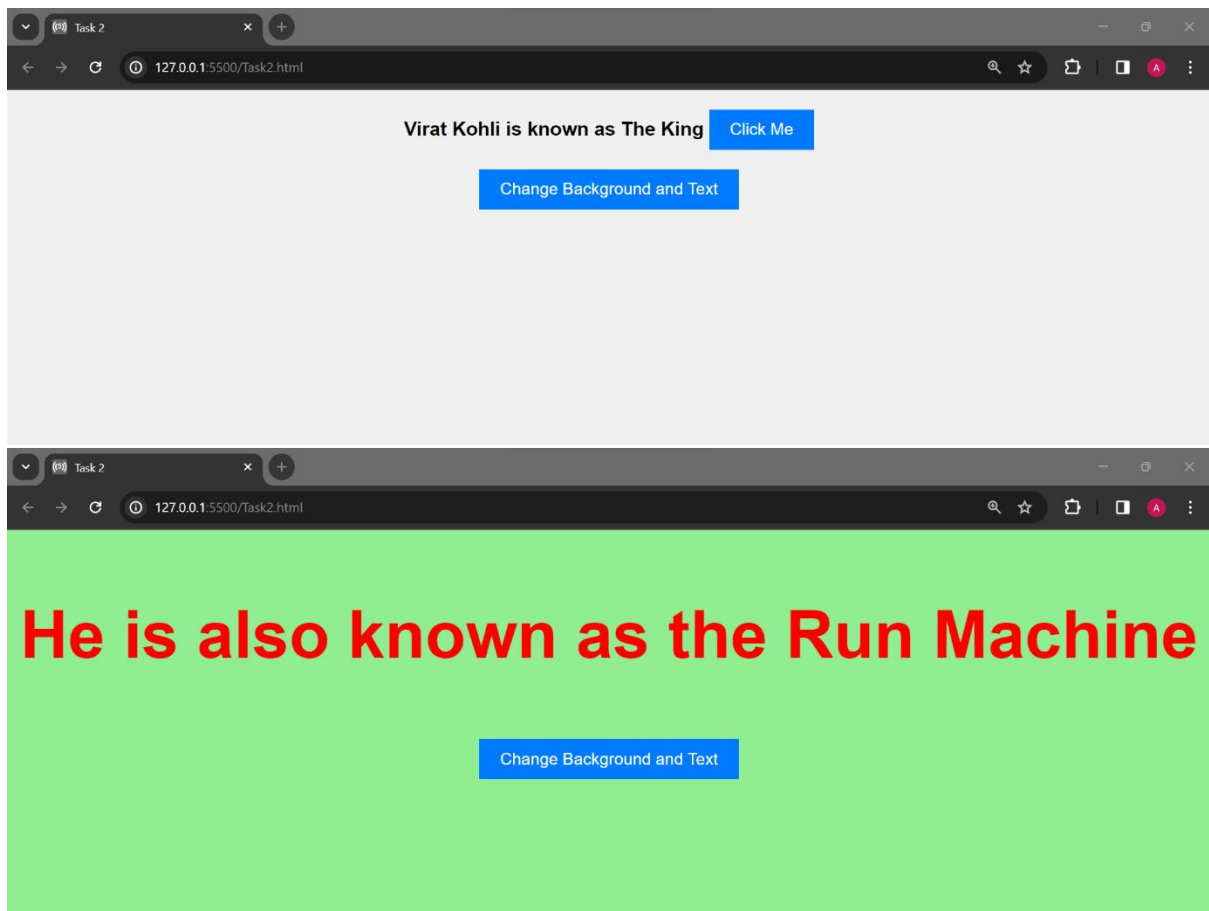 Task 2
127.0.0.1:5500/Task2.html
A
Virat Kohli is known as The King Click Me
Change Background and Text
Task 2
127.0.0.1:5500/Task2.html
A
He is also known as the Run Machine
Change Background and Text